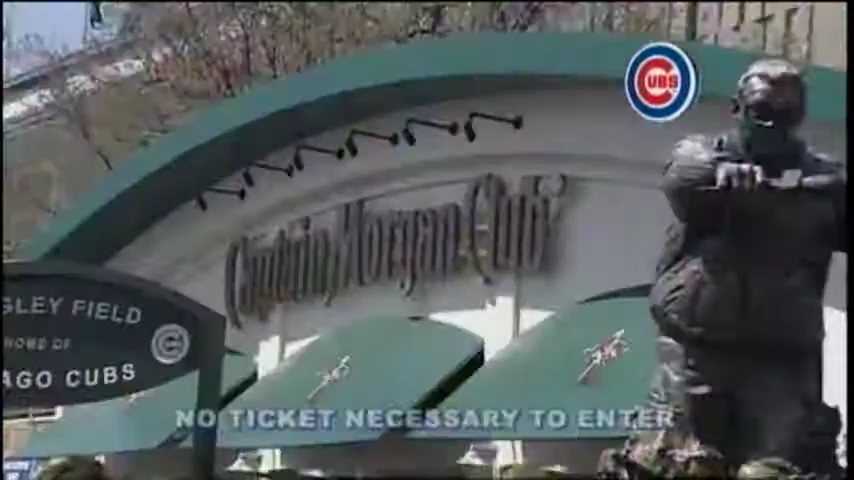 CUBS
Captain Morgan Club
GLEY FIELD
HOME OF
AGO CUBS
NO TICKET NECESSARY TO ENTER